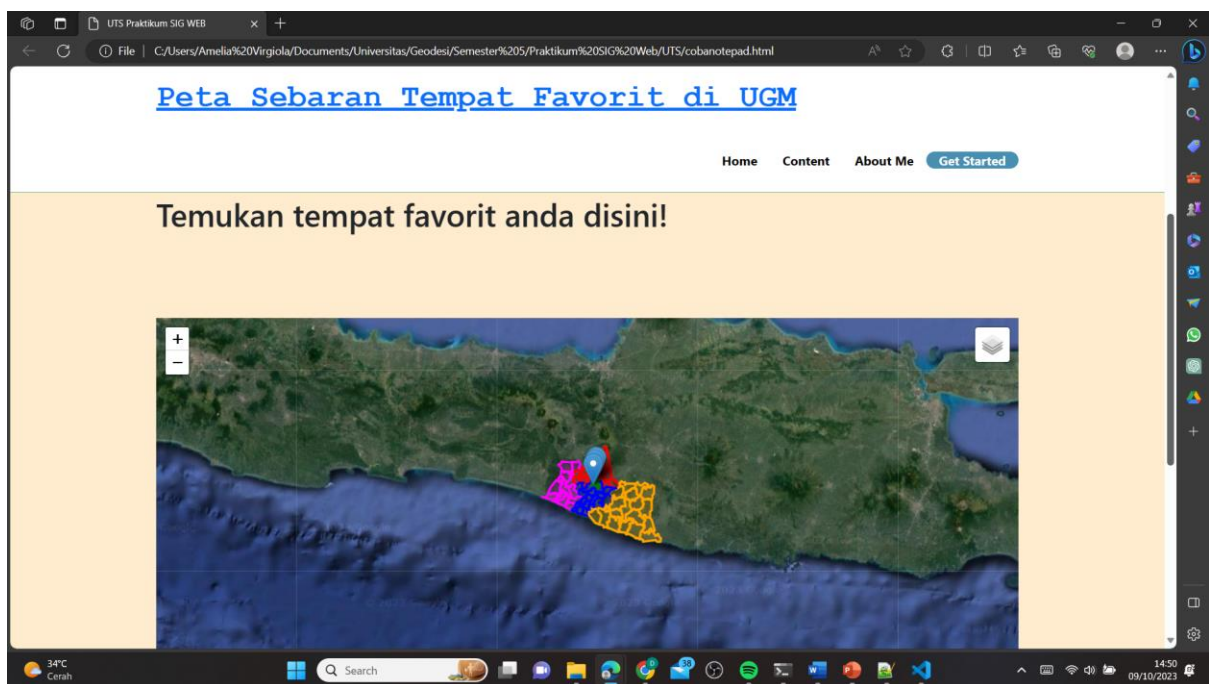 UTS Praktikum SIG WEB
File | C:/Users/Amelia%20Virgiola/Documents/Universitas/Geodesi/Semester%205/Praktikum%20SIG%20Web/UTS/cobanotepad.html
Peta Sebaran Tempat Favorit di UGM
Home Content About Me Get Started
Temukan tempat favorit anda disini!
+
−
34°C
Cerah
Search
38
14:50
09/10/2023